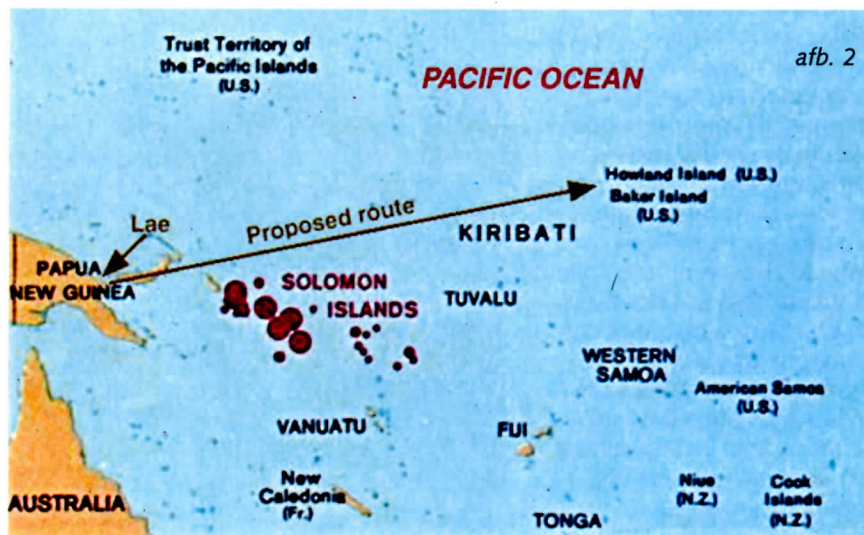 Trust Territory of
the Pacific Islands
(U.S.)
PACIFIC OCEAN
afb. 2
Howland Island (U.S.)
Baker Island
(U.S.)
Lae
Proposed route
KIRIBATI
PAPUA
NEW GUINEA
SOLOMON
ISLANDS
TUVALU
WESTERN
SAMOA
American Samoa
(U.S.)
VANUATU
FIJI
New
Caledonia
(Fr.)
Niue
(N.Z.)
Cook
Islands
(N.Z.)
AUSTRALIA
TONGA